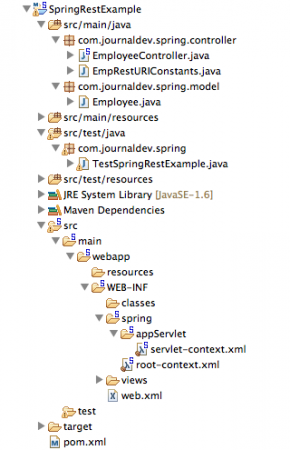 SpringRestExample
src/main/java
com.journaldev.spring.controller
EmployeeController.java
EmpRestURIConstants.java
com.journaldev.spring.model
Employee.java
src/main/resources
src/test/java
com.journaldev.spring
TestSpringRestExample.java
src/test/resources
JRE System Library [JavaSE-1.6]
Maven Dependencies
src
main
webapp
resources
WEB-INF
classes
spring
appServlet
servlet-context.xml
root-context.xml
views
web.xml
test
target
pom.xml